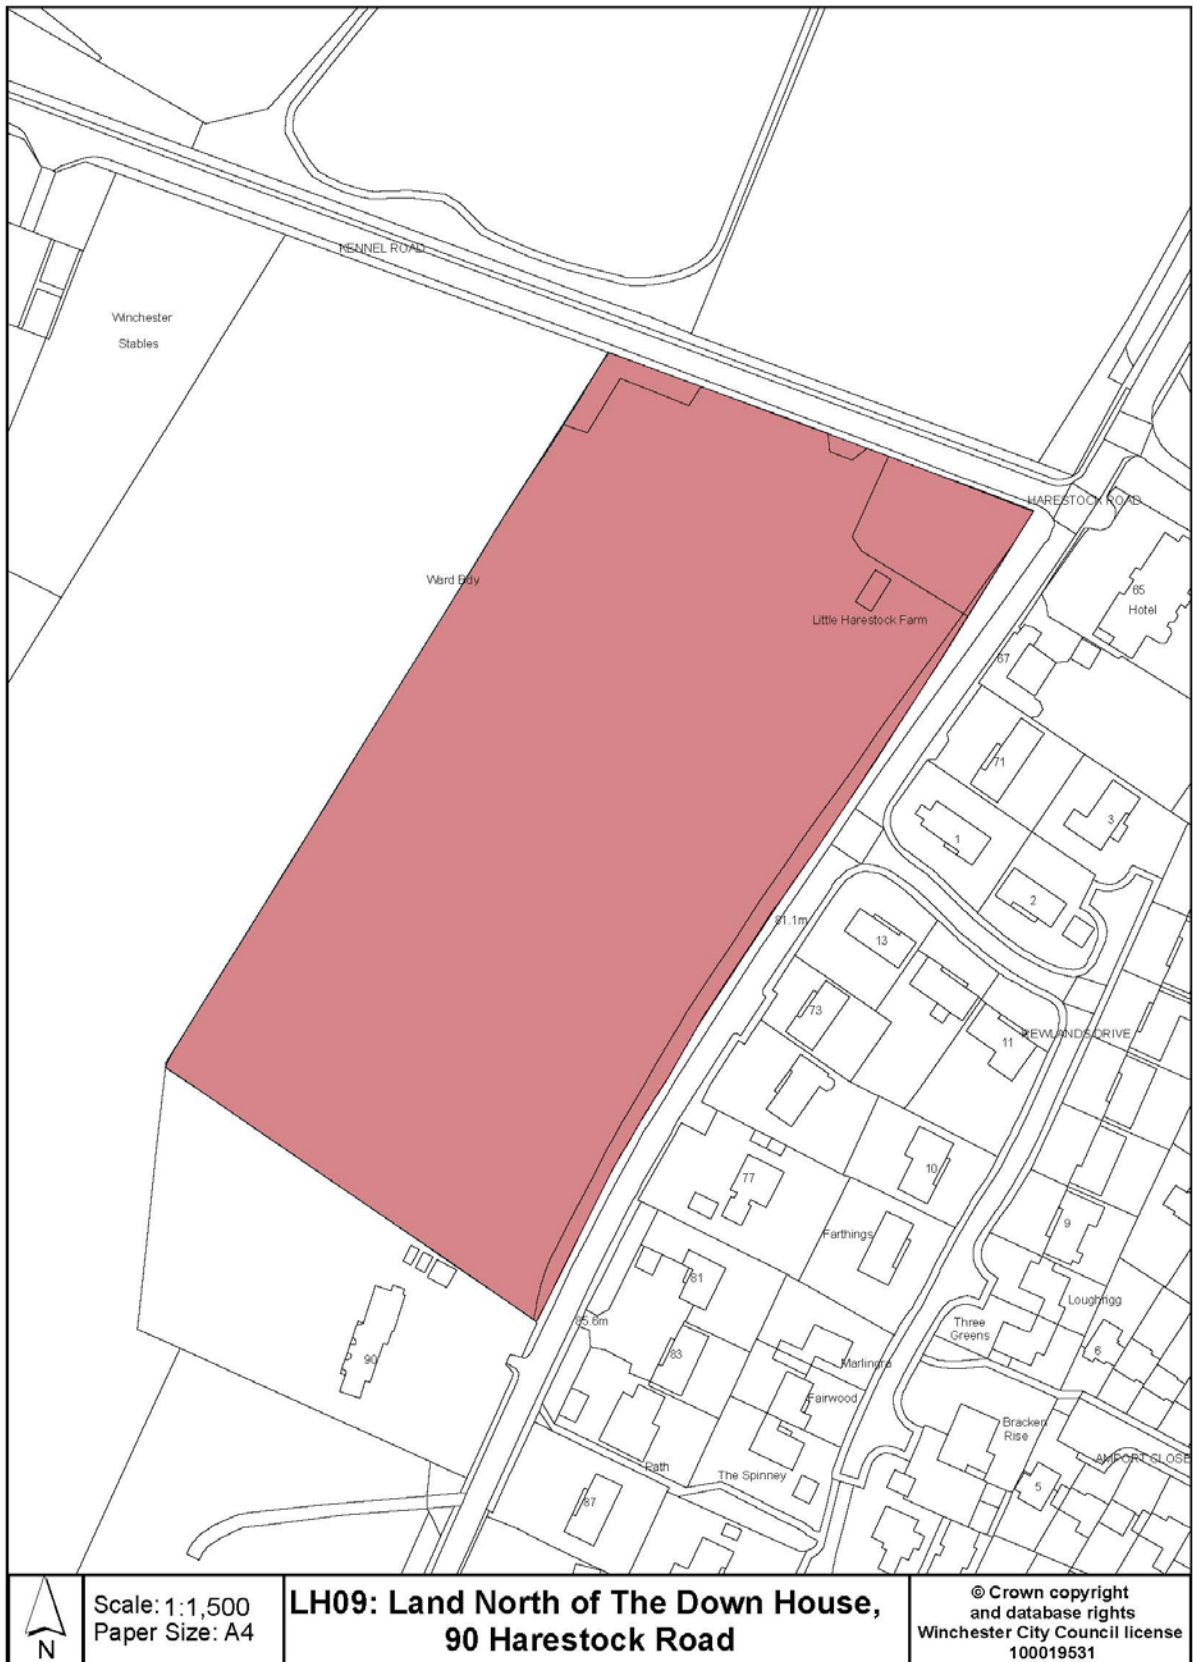 KENNEL ROAD
Winchester
Stables
HARESTOCK ROAD
Ward Bdy
65
Hotel
Little Harestock Farm
67
71
3
1
2
81.1m
13
73
11
REWLANDS DRIVE
77
10
9
Farthings
81
Loughrigg
85.6m
Three
Greens
6
83
90
Marlingra
Fairwood
Bracken
Rise
AMPORT CLOSE
Path
The Spinney
5
87
N
Scale: 1:1,500
Paper Size: A4
LH09: Land North of The Down House,
90 Harestock Road
© Crown copyright
and database rights
Winchester City Council license
100019531